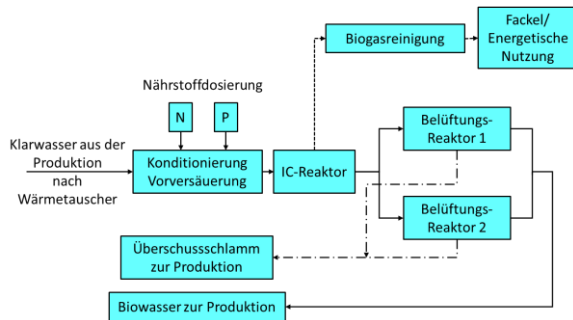 Biogasreinigung
Fackel/
Energetische
Nutzung
Nährstoffdosierung
N
P
Klarwasser aus der
Produktion
nach
Wärmetauscher
Konditionierung
Vorversäuerung
IC-Reaktor
Belüftungs-
Reaktor 1
Belüftungs-
Reaktor 2
Überschussschlamm
zur Produktion
Biowasser zur Produktion